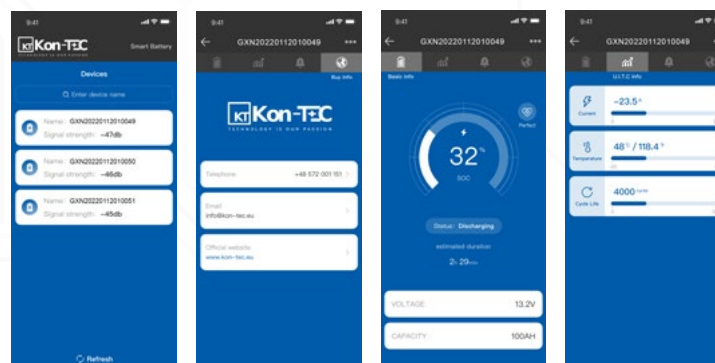 9:41
KT Kon-TEC
TECHNOLOGY IS OUR PASSION
Smart Battery
Devices
Enter device name
Name: GXN20220112010049
Signal strength: -47db
Name: GXN20220112010050
Signal strength: -46db
Name: GXN20220112010051
Signal strength: -45db
Refresh
9:41
GXN20220112010049
Buy Info
KT Kon-TEC
TECHNOLOGY IS OUR PASSION
Telephone +48 572 001 151
Email
info@kon-tec.eu
Official website
www.kon-tec.eu
9:41
GXN20220112010049
Basic Info
Perfect
32%
SOC
Status: Discharging
estimated duration
2h 29min
VOLTAGE 13.2V
CAPACITY 100AH
9:41
GXN20220112010049
U.I.T.C Info
-23.5A
Current
48℃ / 118.4℉
Temperature
4000 cycle
Cycle Life